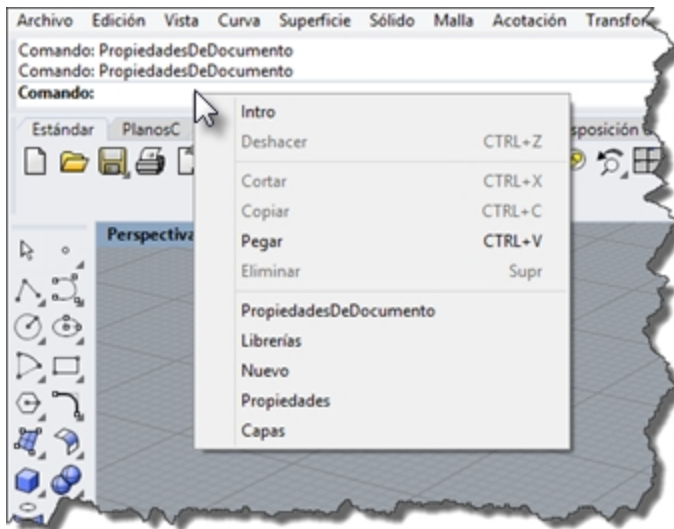 Archivo Edición Vista Curva Superficie Sólido Malla Acotación
Comando: PropiedadesDeDocumento
Comando: PropiedadesDeDocumento
Comando:
Estándar PlanosC
Perspectiva
Intro
Deshacer CTRL+Z
Cortar CTRL+X
Copiar CTRL+C
Pegar CTRL+V
Eliminar Supr
PropiedadesDeDocumento
Librerías
Nuevo
Propiedades
Capas